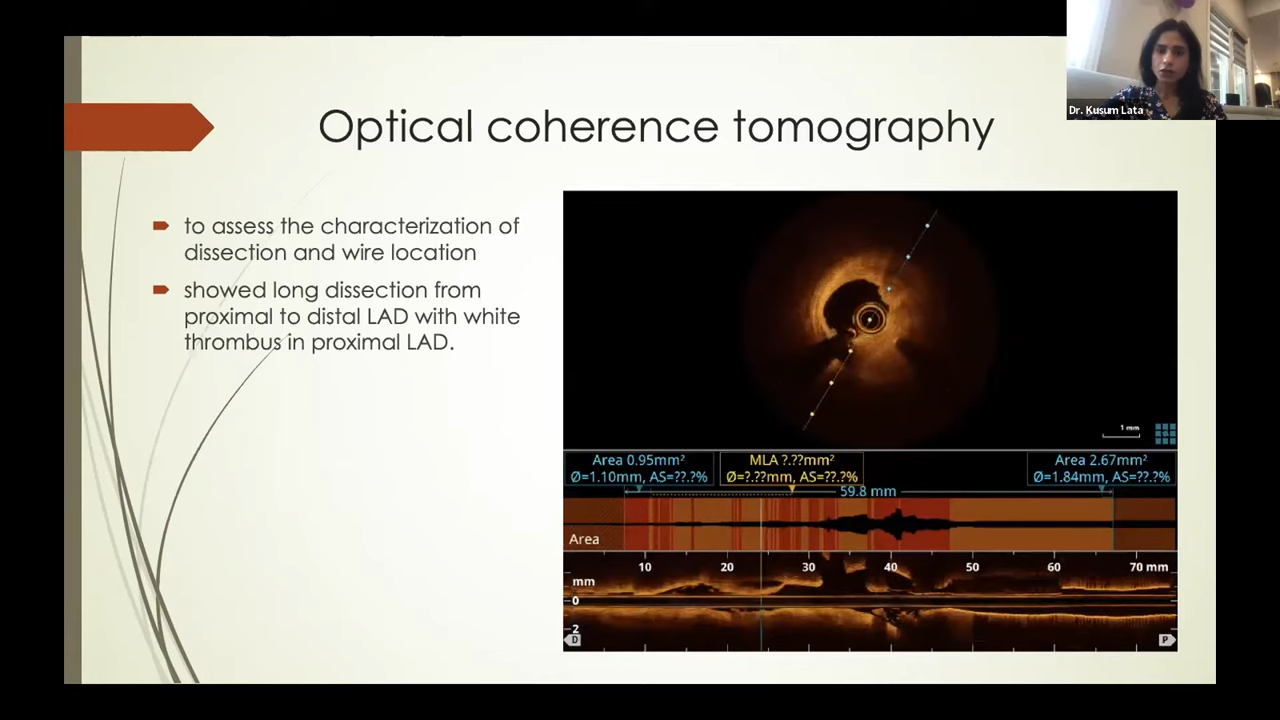 Dr. Kusum Lata
Optical coherence tomography
to assess the characterization of
dissection and wire location
showed long dissection from
proximal to distal LAD with white
thrombus in proximal LAD.
1 mm
Area 0.95mm²
Ø=1.10mm, AS=??.?%
MLA ?.??mm²
Ø=?.??mm, AS=??.?%
Area 2.67mm²
Ø=1.84mm, AS=??.?%
59.8 mm
Area
10 20 30 40 50 60 70 mm
mm
0
2
D P